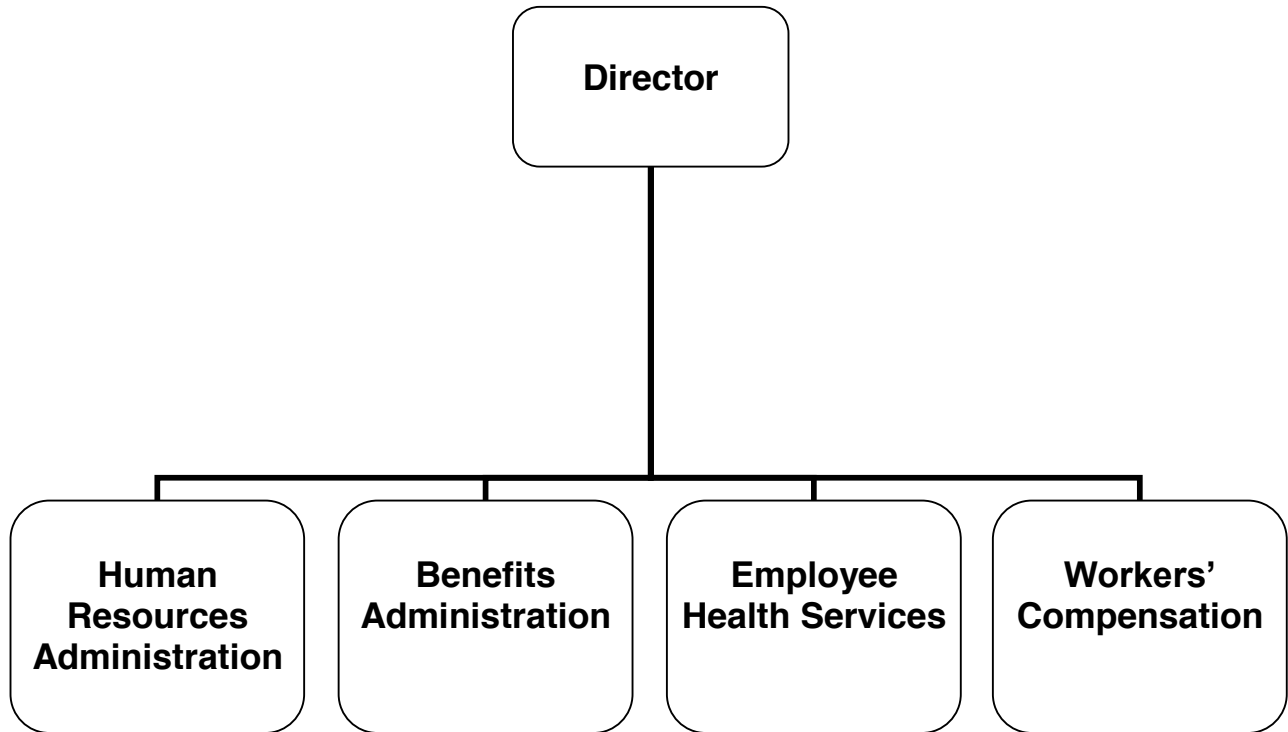 Director
Human
Resources
Administration
Benefits
Administration
Employee
Health Services
Workers’
Compensation